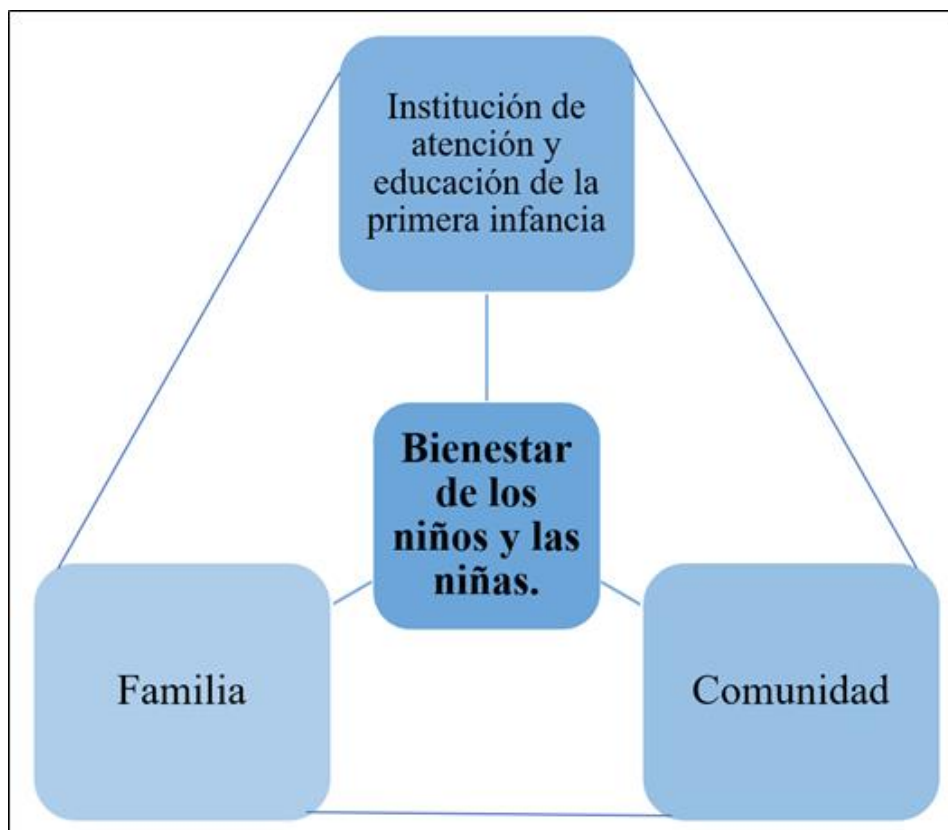 Institución de
atención y
educación de la
primera infancia
Bienestar
de los
niños y las
niñas.
Familia
Comunidad